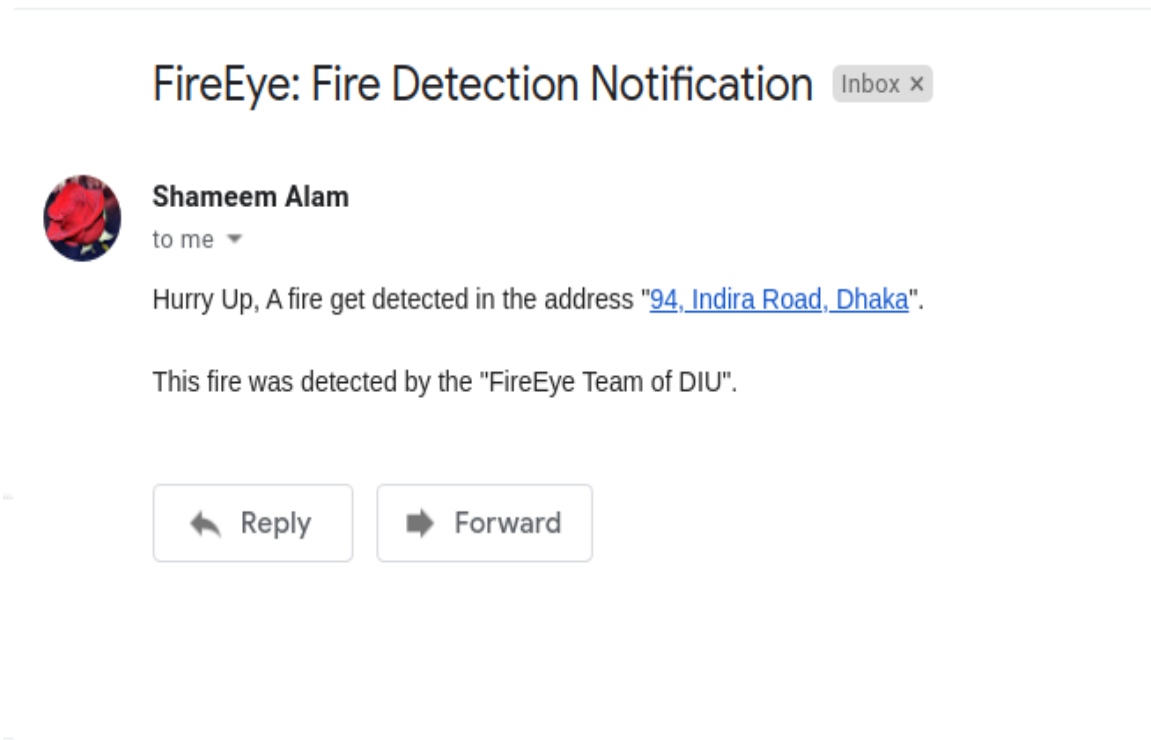 FireEye: Fire Detection Notification Inbox ×
Shameem Alam
to me
Hurry Up, A fire get detected in the address "94, Indira Road, Dhaka".
This fire was detected by the "FireEye Team of DIU".
Reply Forward